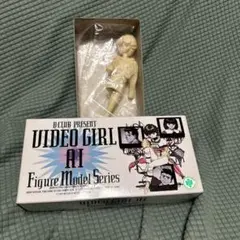 B-CLUB PRESENT
VIDEO GIRL
AI
Figure Model Series